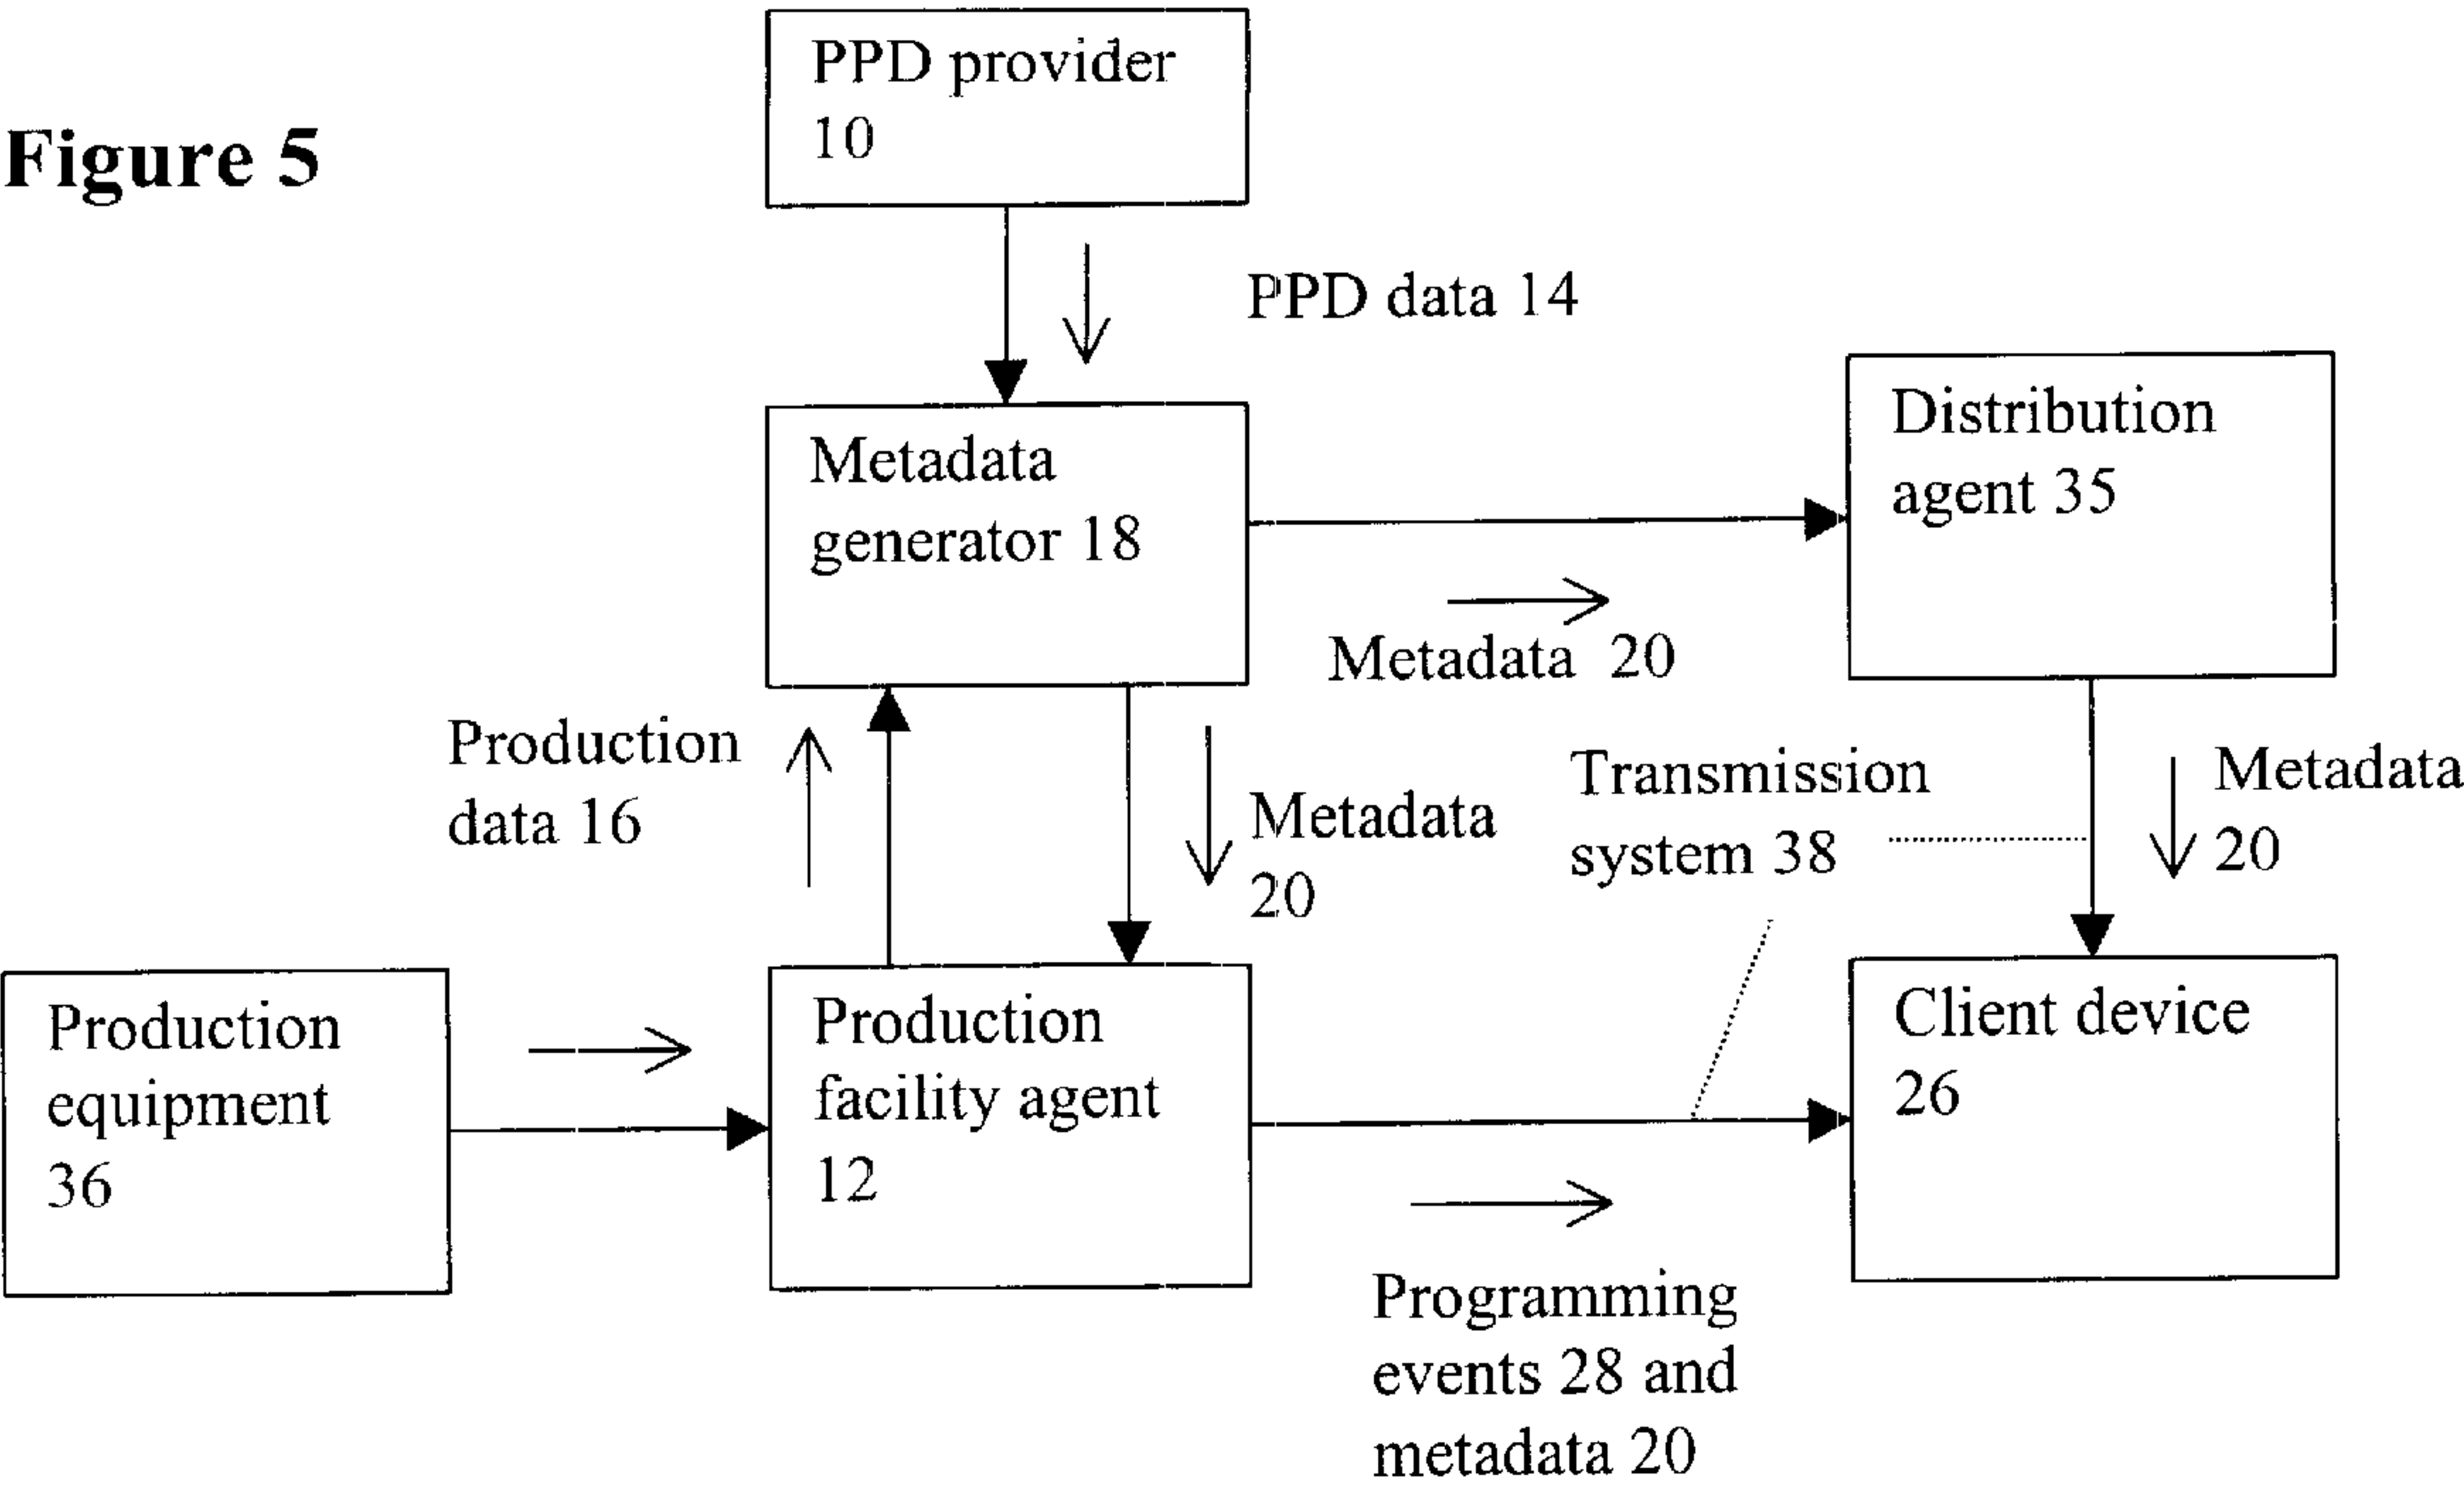 PPD provider
10
Figure 5
PPD data 14
Distribution
agent 35
Metadata
generator 18
Metadata 20
Production
data 16
Metadata
20
Transmission
system 38
Metadata
20
Production
equipment
36
Production
facility agent
12
Client device
26
Programming
events 28 and
metadata 20